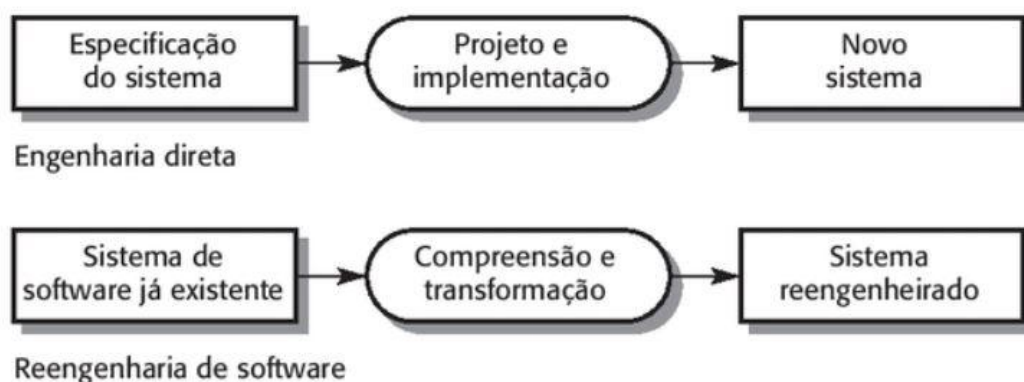 Especificação
do sistema
Projeto e
implementação
Novo
sistema
Engenharia direta
Sistema de
software já existente
Compreensão e
transformação
Sistema
reengenheirado
Reengenharia de software